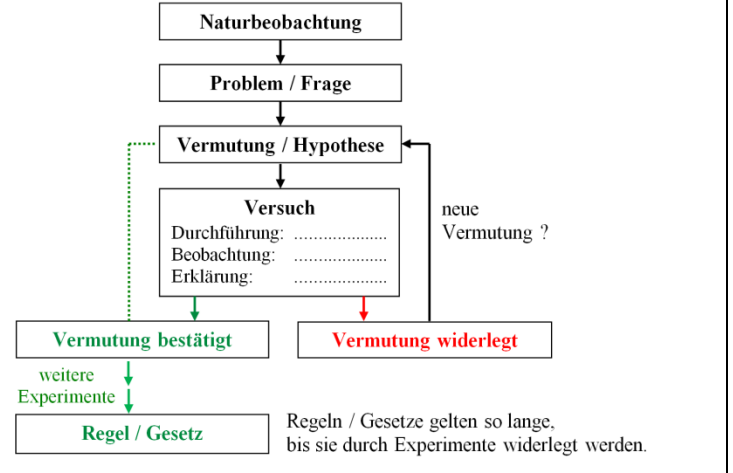 Naturbeobachtung
Problem / Frage
Vermutung / Hypothese
Versuch
Durchführung: .....................
Beobachtung: .....................
Erklärung: .....................
neue
Vermutung ?
Vermutung bestätigt
Vermutung widerlegt
weitere
Experimente
Regel / Gesetz
Regeln / Gesetze gelten so lange,
bis sie durch Experimente widerlegt werden.